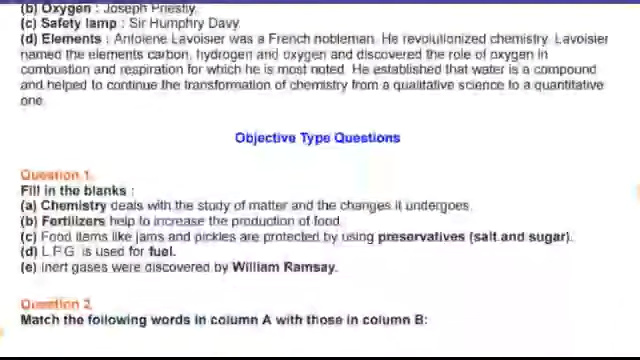 (b) Oxygen : Joseph Priestly.
(c) Safety lamp : Sir Humphry Davy.
(d) Elements : Antoiene Lavoisier was a French nobleman. He revolutionized chemistry. Lavoisier
named the elements carbon, hydrogen and oxygen and discovered the role of oxygen in
combustion and respiration for which he is most noted. He established that water is a compound
and helped to continue the transformation of chemistry from a qualitative science to a quantitative
one.
Objective Type Questions
Question 1.
Fill in the blanks :
(a) Chemistry deals with the study of matter and the changes it undergoes.
(b) Fertilizers help to increase the production of food.
(c) Food items like jams and pickles are protected by using preservatives (salt and sugar).
(d) L.P.G. is used for fuel.
(e) Inert gases were discovered by William Ramsay.
Question 2.
Match the following words in column A with those in column B: